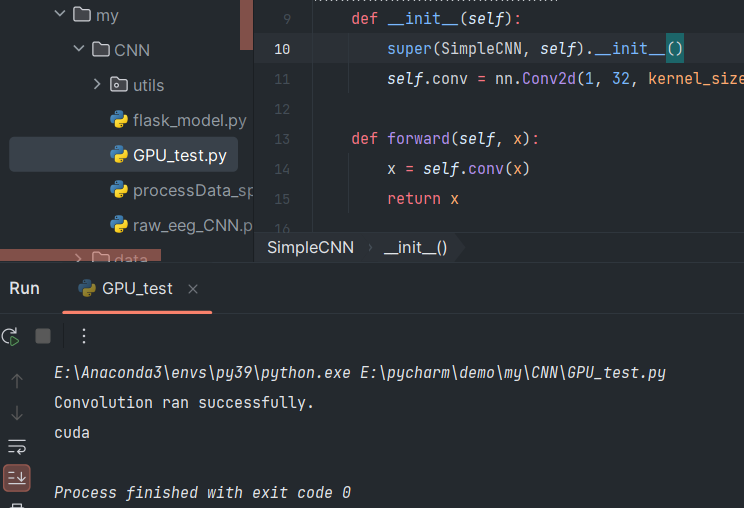 my
CNN
utils
flask_model.py
GPU_test.py
processData_sp
raw_eeg_CNN.p
data
9 def __init__(self):
10 super(SimpleCNN, self).__init__()
11 self.conv = nn.Conv2d(1, 32, kernel_size
12
13 def forward(self, x):
14 x = self.conv(x)
15 return x
16
SimpleCNN › __init__()
Run GPU_test ×
E:\Anaconda3\envs\py39\python.exe E:\pycharm\demo\my\CNN\GPU_test.py
Convolution ran successfully.
cuda
Process finished with exit code 0